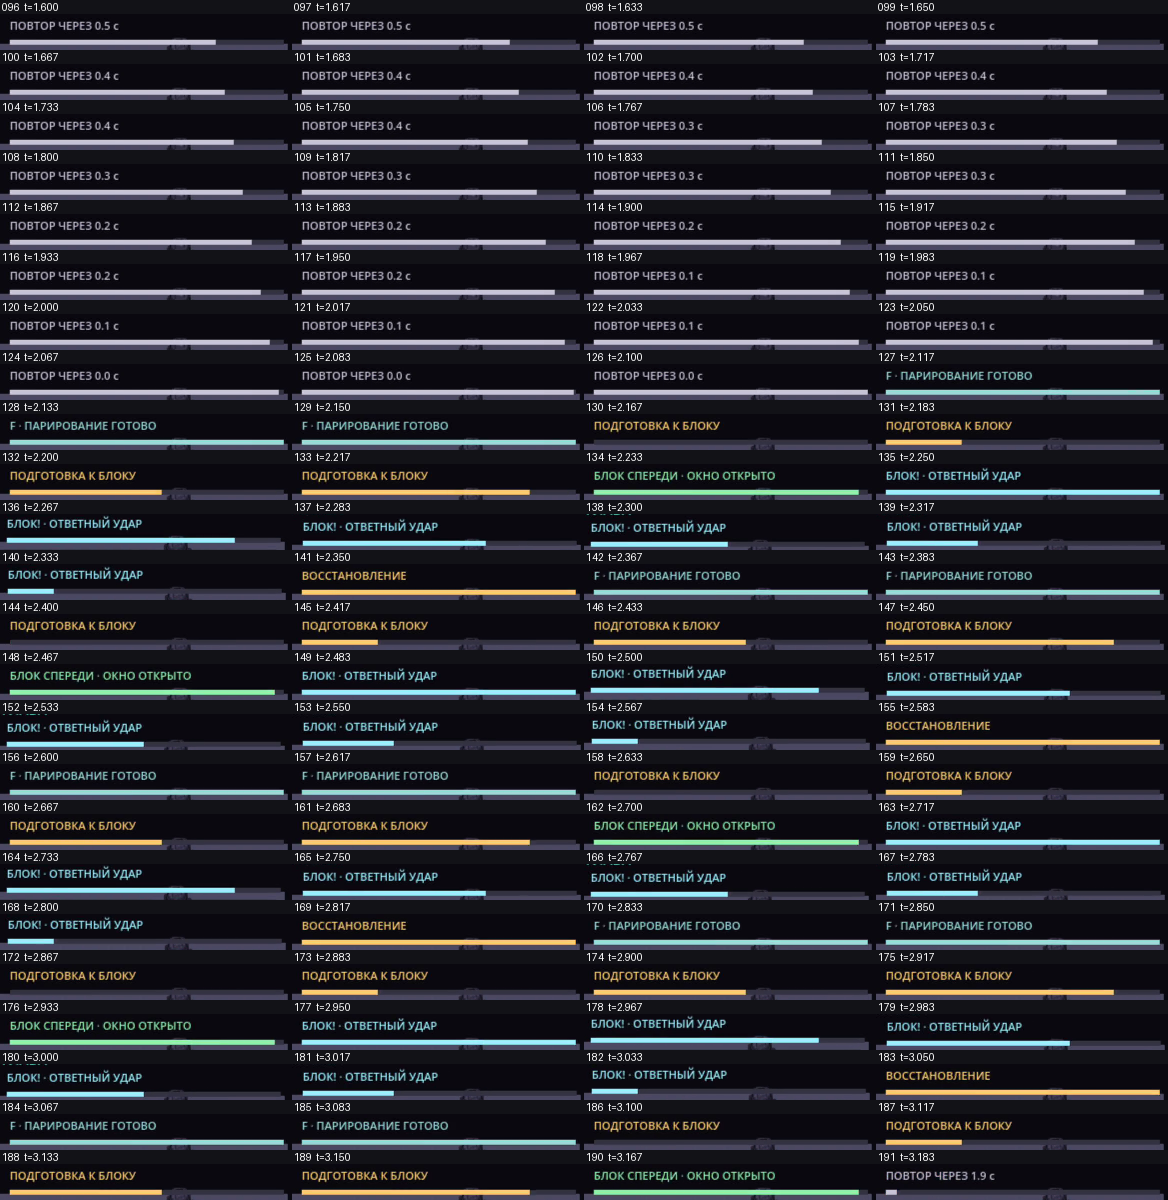 096 t=1.600 097 t=1.617 098 t=1.633 099 t=1.650
ПОВТОР ЧЕРЕЗ 0.5 с ПОВТОР ЧЕРЕЗ 0.5 с ПОВТОР ЧЕРЕЗ 0.5 с ПОВТОР ЧЕРЕЗ 0.5 с
100 t=1.667 101 t=1.683 102 t=1.700 103 t=1.717
ПОВТОР ЧЕРЕЗ 0.4 с ПОВТОР ЧЕРЕЗ 0.4 с ПОВТОР ЧЕРЕЗ 0.4 с ПОВТОР ЧЕРЕЗ 0.4 с
104 t=1.733 105 t=1.750 106 t=1.767 107 t=1.783
ПОВТОР ЧЕРЕЗ 0.4 с ПОВТОР ЧЕРЕЗ 0.4 с ПОВТОР ЧЕРЕЗ 0.3 с ПОВТОР ЧЕРЕЗ 0.3 с
108 t=1.800 109 t=1.817 110 t=1.833 111 t=1.850
ПОВТОР ЧЕРЕЗ 0.3 с ПОВТОР ЧЕРЕЗ 0.3 с ПОВТОР ЧЕРЕЗ 0.3 с ПОВТОР ЧЕРЕЗ 0.3 с
112 t=1.867 113 t=1.883 114 t=1.900 115 t=1.917
ПОВТОР ЧЕРЕЗ 0.2 с ПОВТОР ЧЕРЕЗ 0.2 с ПОВТОР ЧЕРЕЗ 0.2 с ПОВТОР ЧЕРЕЗ 0.2 с
116 t=1.933 117 t=1.950 118 t=1.967 119 t=1.983
ПОВТОР ЧЕРЕЗ 0.2 с ПОВТОР ЧЕРЕЗ 0.2 с ПОВТОР ЧЕРЕЗ 0.1 с ПОВТОР ЧЕРЕЗ 0.1 с
120 t=2.000 121 t=2.017 122 t=2.033 123 t=2.050
ПОВТОР ЧЕРЕЗ 0.1 с ПОВТОР ЧЕРЕЗ 0.1 с ПОВТОР ЧЕРЕЗ 0.1 с ПОВТОР ЧЕРЕЗ 0.1 с
124 t=2.067 125 t=2.083 126 t=2.100 127 t=2.117
ПОВТОР ЧЕРЕЗ 0.0 с ПОВТОР ЧЕРЕЗ 0.0 с ПОВТОР ЧЕРЕЗ 0.0 с F · ПАРИРОВАНИЕ ГОТОВО
128 t=2.133 129 t=2.150 130 t=2.167 131 t=2.183
F · ПАРИРОВАНИЕ ГОТОВО F · ПАРИРОВАНИЕ ГОТОВО ПОДГОТОВКА К БЛОКУ ПОДГОТОВКА К БЛОКУ
132 t=2.200 133 t=2.217 134 t=2.233 135 t=2.250
ПОДГОТОВКА К БЛОКУ ПОДГОТОВКА К БЛОКУ БЛОК СПЕРЕДИ · ОКНО ОТКРЫТО БЛОК! · ОТВЕТНЫЙ УДАР
136 t=2.267 137 t=2.283 138 t=2.300 139 t=2.317
БЛОК! · ОТВЕТНЫЙ УДАР БЛОК! · ОТВЕТНЫЙ УДАР БЛОК! · ОТВЕТНЫЙ УДАР БЛОК! · ОТВЕТНЫЙ УДАР
140 t=2.333 141 t=2.350 142 t=2.367 143 t=2.383
БЛОК! · ОТВЕТНЫЙ УДАР ВОССТАНОВЛЕНИЕ F · ПАРИРОВАНИЕ ГОТОВО F · ПАРИРОВАНИЕ ГОТОВО
144 t=2.400 145 t=2.417 146 t=2.433 147 t=2.450
ПОДГОТОВКА К БЛОКУ ПОДГОТОВКА К БЛОКУ ПОДГОТОВКА К БЛОКУ ПОДГОТОВКА К БЛОКУ
148 t=2.467 149 t=2.483 150 t=2.500 151 t=2.517
БЛОК СПЕРЕДИ · ОКНО ОТКРЫТО БЛОК! · ОТВЕТНЫЙ УДАР БЛОК! · ОТВЕТНЫЙ УДАР БЛОК! · ОТВЕТНЫЙ УДАР
152 t=2.533 153 t=2.550 154 t=2.567 155 t=2.583
БЛОК! · ОТВЕТНЫЙ УДАР БЛОК! · ОТВЕТНЫЙ УДАР БЛОК! · ОТВЕТНЫЙ УДАР ВОССТАНОВЛЕНИЕ
156 t=2.600 157 t=2.617 158 t=2.633 159 t=2.650
F · ПАРИРОВАНИЕ ГОТОВО F · ПАРИРОВАНИЕ ГОТОВО ПОДГОТОВКА К БЛОКУ ПОДГОТОВКА К БЛОКУ
160 t=2.667 161 t=2.683 162 t=2.700 163 t=2.717
ПОДГОТОВКА К БЛОКУ ПОДГОТОВКА К БЛОКУ БЛОК СПЕРЕДИ · ОКНО ОТКРЫТО БЛОК! · ОТВЕТНЫЙ УДАР
164 t=2.733 165 t=2.750 166 t=2.767 167 t=2.783
БЛОК! · ОТВЕТНЫЙ УДАР БЛОК! · ОТВЕТНЫЙ УДАР БЛОК! · ОТВЕТНЫЙ УДАР БЛОК! · ОТВЕТНЫЙ УДАР
168 t=2.800 169 t=2.817 170 t=2.833 171 t=2.850
БЛОК! · ОТВЕТНЫЙ УДАР ВОССТАНОВЛЕНИЕ F · ПАРИРОВАНИЕ ГОТОВО F · ПАРИРОВАНИЕ ГОТОВО
172 t=2.867 173 t=2.883 174 t=2.900 175 t=2.917
ПОДГОТОВКА К БЛОКУ ПОДГОТОВКА К БЛОКУ ПОДГОТОВКА К БЛОКУ ПОДГОТОВКА К БЛОКУ
176 t=2.933 177 t=2.950 178 t=2.967 179 t=2.983
БЛОК СПЕРЕДИ · ОКНО ОТКРЫТО БЛОК! · ОТВЕТНЫЙ УДАР БЛОК! · ОТВЕТНЫЙ УДАР БЛОК! · ОТВЕТНЫЙ УДАР
180 t=3.000 181 t=3.017 182 t=3.033 183 t=3.050
БЛОК! · ОТВЕТНЫЙ УДАР БЛОК! · ОТВЕТНЫЙ УДАР БЛОК! · ОТВЕТНЫЙ УДАР ВОССТАНОВЛЕНИЕ
184 t=3.067 185 t=3.083 186 t=3.100 187 t=3.117
F · ПАРИРОВАНИЕ ГОТОВО F · ПАРИРОВАНИЕ ГОТОВО ПОДГОТОВКА К БЛОКУ ПОДГОТОВКА К БЛОКУ
188 t=3.133 189 t=3.150 190 t=3.167 191 t=3.183
ПОДГОТОВКА К БЛОКУ ПОДГОТОВКА К БЛОКУ БЛОК СПЕРЕДИ · ОКНО ОТКРЫТО ПОВТОР ЧЕРЕЗ 1.9 с